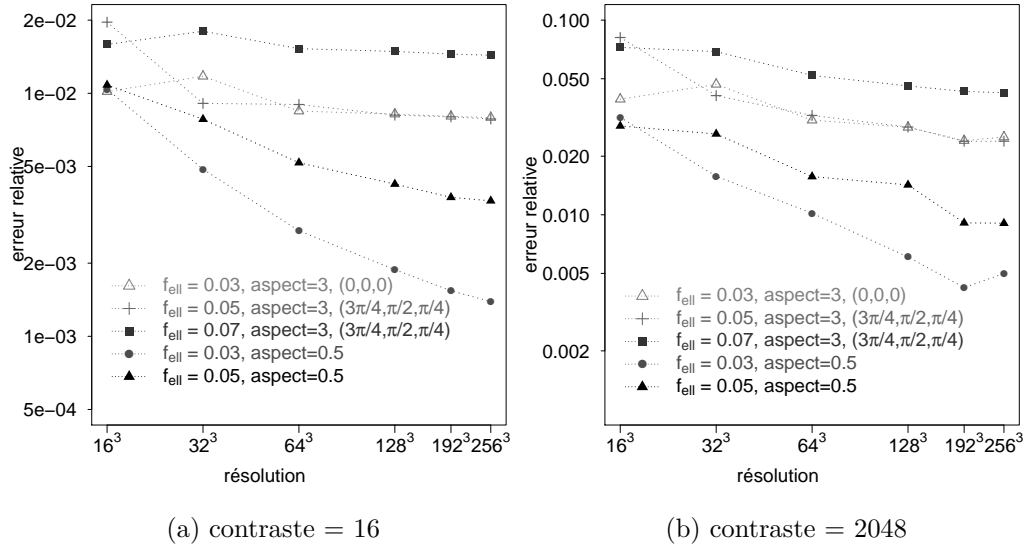 2e−02
1e−02
5e−03
2e−03
1e−03
5e−04
erreur relative
f_ell = 0.03, aspect=3, (0,0,0)
f_ell = 0.05, aspect=3, (3π/4,π/2,π/4)
f_ell = 0.07, aspect=3, (3π/4,π/2,π/4)
f_ell = 0.03, aspect=0.5
f_ell = 0.05, aspect=0.5
16³ 32³ 64³ 128³ 192³ 256³
résolution
(a) contraste = 16
0.100
0.050
0.020
0.010
0.005
0.002
erreur relative
f_ell = 0.03, aspect=3, (0,0,0)
f_ell = 0.05, aspect=3, (3π/4,π/2,π/4)
f_ell = 0.07, aspect=3, (3π/4,π/2,π/4)
f_ell = 0.03, aspect=0.5
f_ell = 0.05, aspect=0.5
16³ 32³ 64³ 128³ 192³ 256³
résolution
(b) contraste = 2048